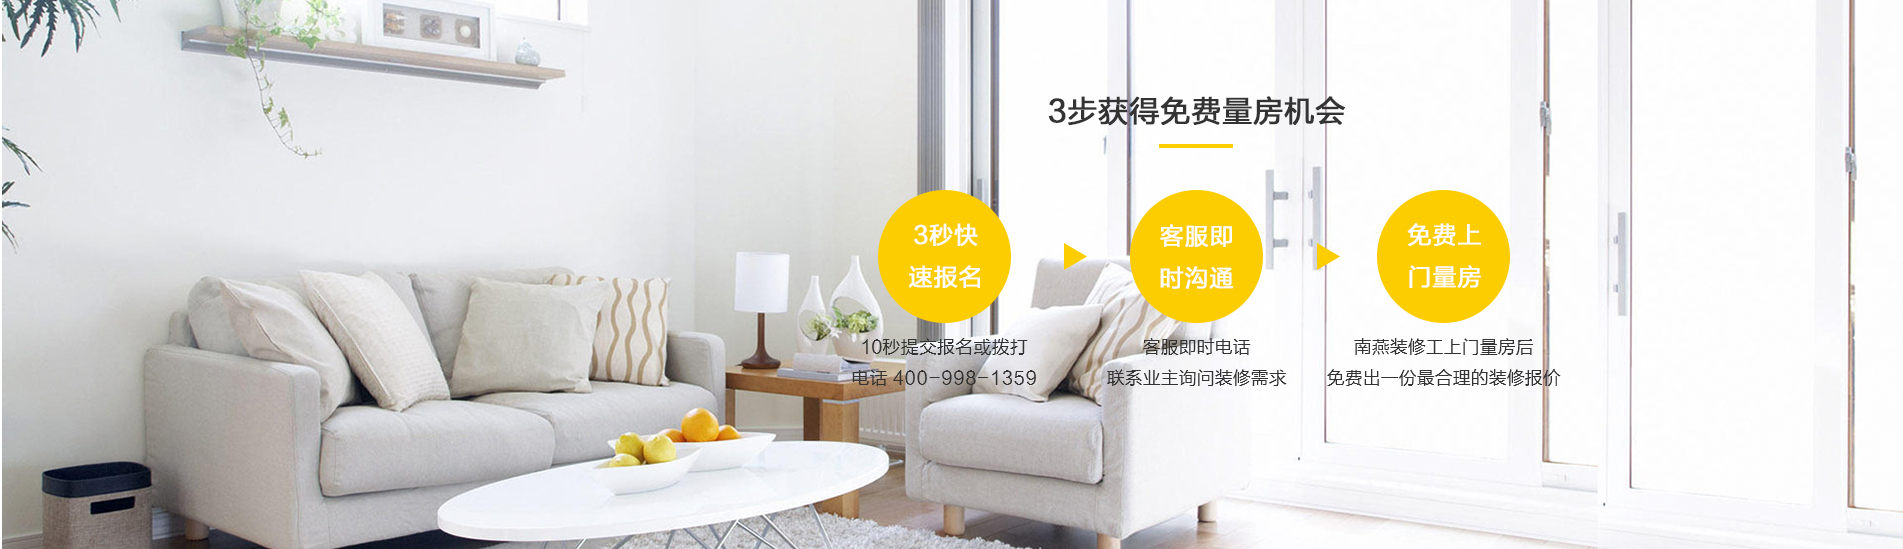 3步获得免费量房机会
3秒快
速报名
客服即
时沟通
免费上
门量房
10秒提交报名或拨打
电话 400-998-1359
客服即时电话
联系业主询问装修需求
南燕装修工上门量房后
免费出一份最合理的装修报价